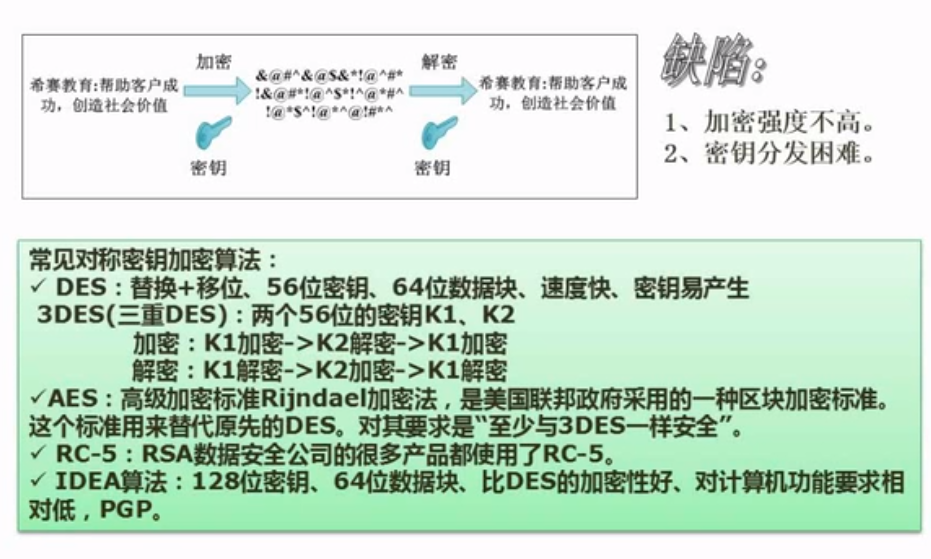 加密
解密
希赛教育:帮助客户成
功，创造社会价值
&@#^&@$&*!@^#*
!&@#*!@^$*!^@*#^
!@*$^!@*^@!#*^
希赛教育:帮助客户成
功，创造社会价值
密钥
密钥
缺陷:
1、加密强度不高。
2、密钥分发困难。
常见对称密钥加密算法：
✓ DES：替换+移位、56位密钥、64位数据块、速度快、密钥易产生
3DES(三重DES)：两个56位的密钥K1、K2
加密：K1加密->K2解密->K1加密
解密：K1解密->K2加密->K1解密
✓AES：高级加密标准Rijndael加密法，是美国联邦政府采用的一种区块加密标准。
这个标准用来替代原先的DES。对其要求是“至少与3DES一样安全”。
✓ RC-5：RSA数据安全公司的很多产品都使用了RC-5。
✓ IDEA算法：128位密钥、64位数据块、比DES的加密性好、对计算机功能要求相
对低，PGP。